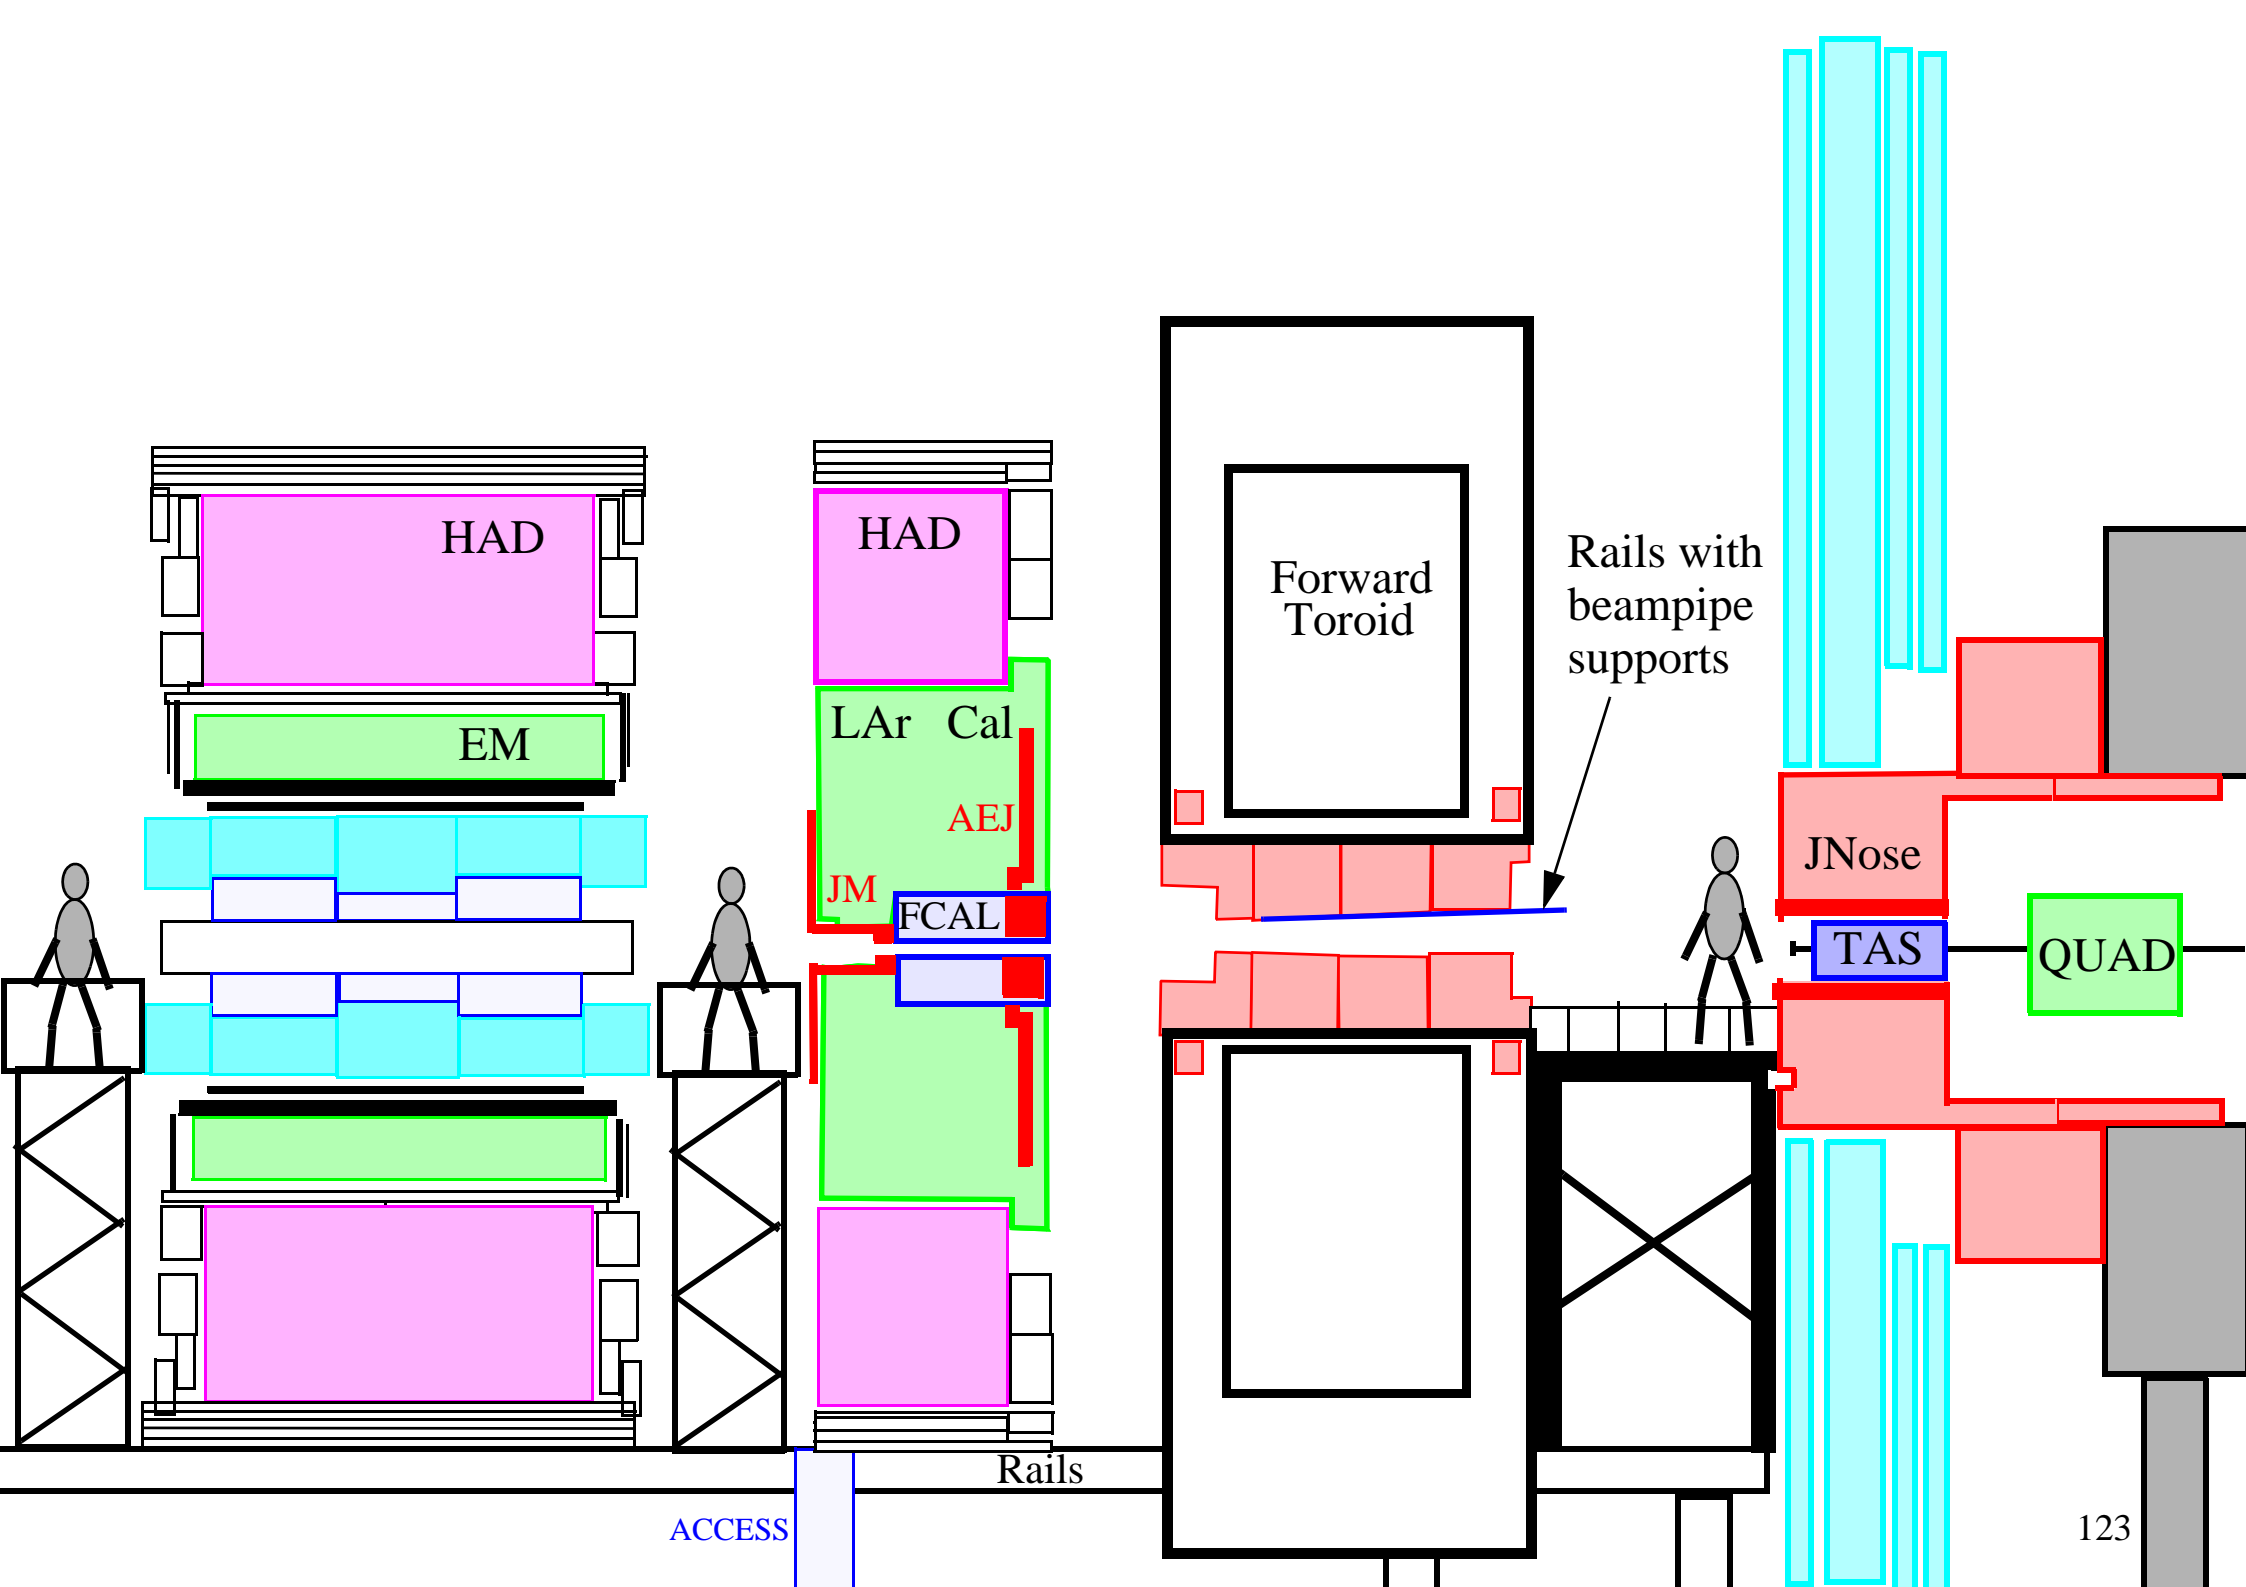 HAD
HAD
Forward
Toroid
Rails with
beampipe
supports
EM
LAr Cal
AEJ
JM
FCAL
JNose
TAS
QUAD
Rails
ACCESS
123